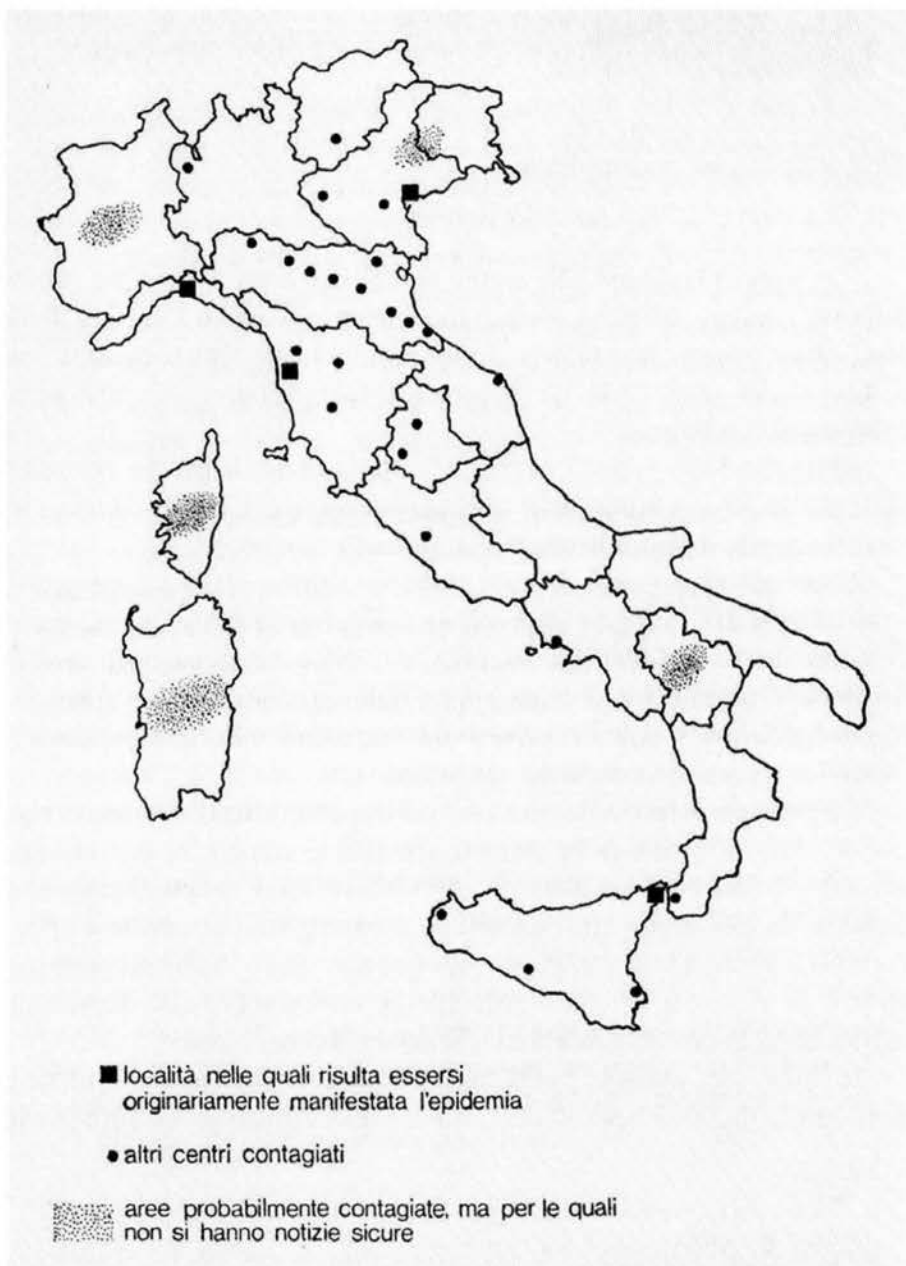 località nelle quali risulta essersi
originariamente manifestata l'epidemia
altri centri contagiati
aree probabilmente contagiate, ma per le quali
non si hanno notizie sicure